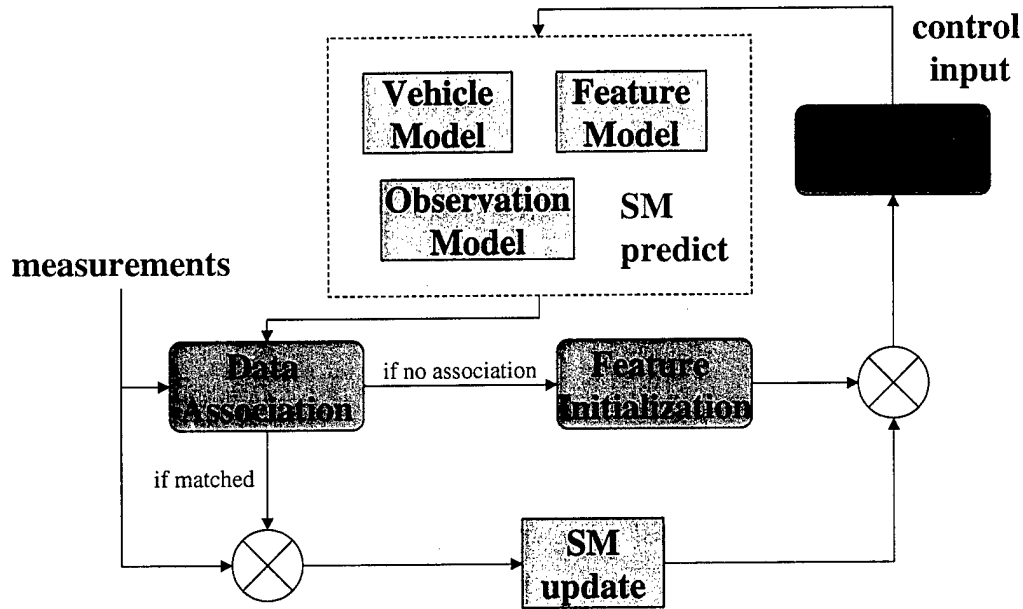 control
input
Vehicle
Model
Feature
Model
Observation
Model
SM
predict
measurements
Data
Association
if no association
Feature
Initialization
if matched
SM
update